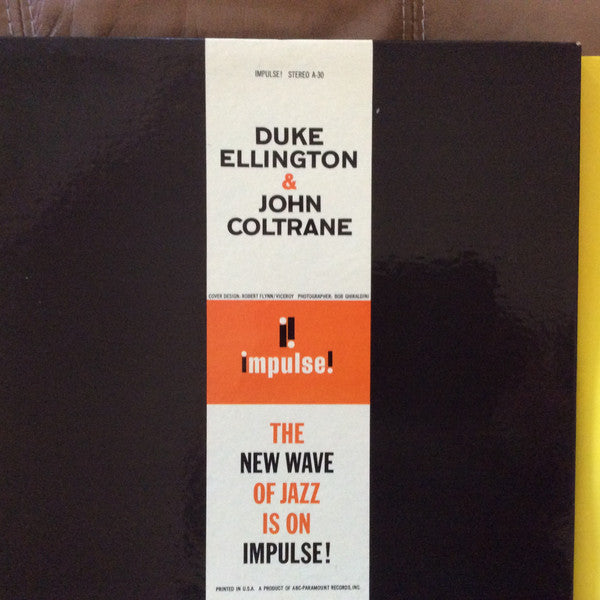 IMPULSE! STEREO A-30
DUKE
ELLINGTON
&
JOHN
COLTRANE
COVER DESIGN: ROBERT FLYNN/VICEROY PHOTOGRAPHER: BOB GHIRALDINI
i!
impulse!
THE
NEW WAVE
OF JAZZ
IS ON
IMPULSE!
PRINTED IN U.S.A. A PRODUCT OF ABC-PARAMOUNT RECORDS, INC.